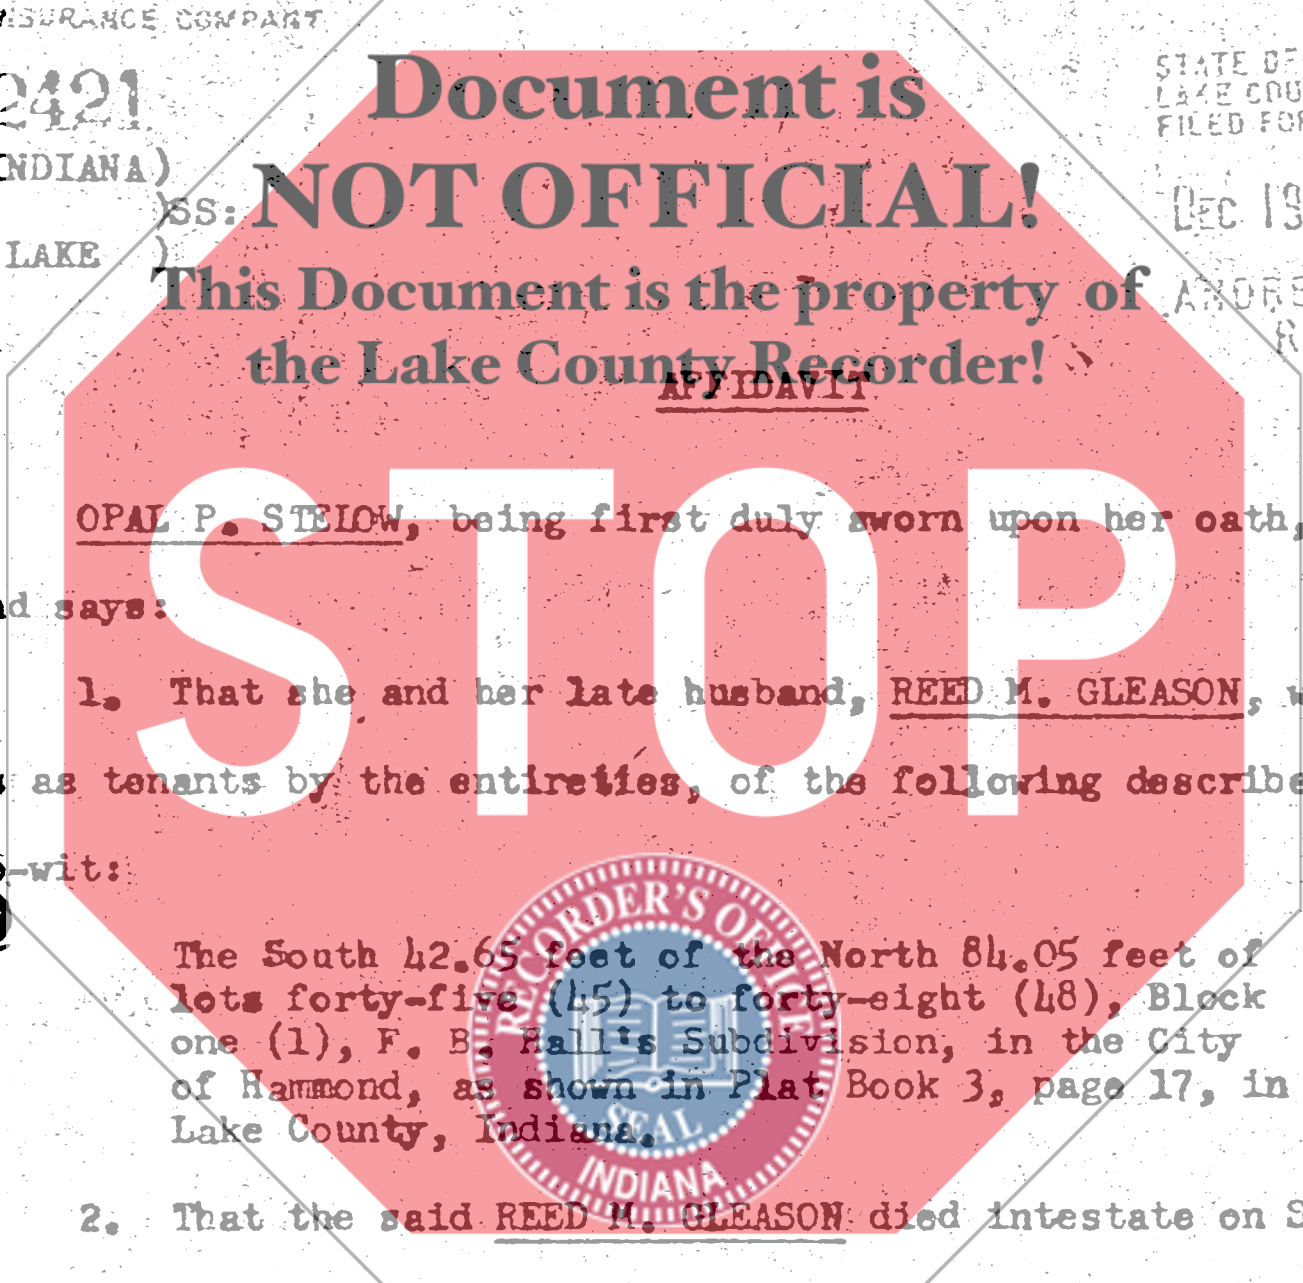 INSURANCE COMPANY
2421
STATE OF
LAKE COU
FILED FOR
Document is
NOT OFFICIAL!
This Document is the property of
the Lake County Recorder!
NDIANA)
)SS:
LAKE )
DEC 19
ANDRE
R
AFFIDAVIT
STOP
OPAL P. STELOW, being first duly sworn upon her oath,
d says:
1. That she and her late husband, REED M. GLEASON, w
as tenants by the entireties, of the following describe
-wit:
The South 42.65 feet of the North 84.05 feet of
lots forty-five (45) to forty-eight (48), Block
one (1), F. B. Hall's Subdivision, in the City
of Hammond, as shown in Plat Book 3, page 17, in
Lake County, Indiana.
RECORDER'S OFFICE
SEAL
INDIANA
2. That the said REED M. GLEASON died intestate on S